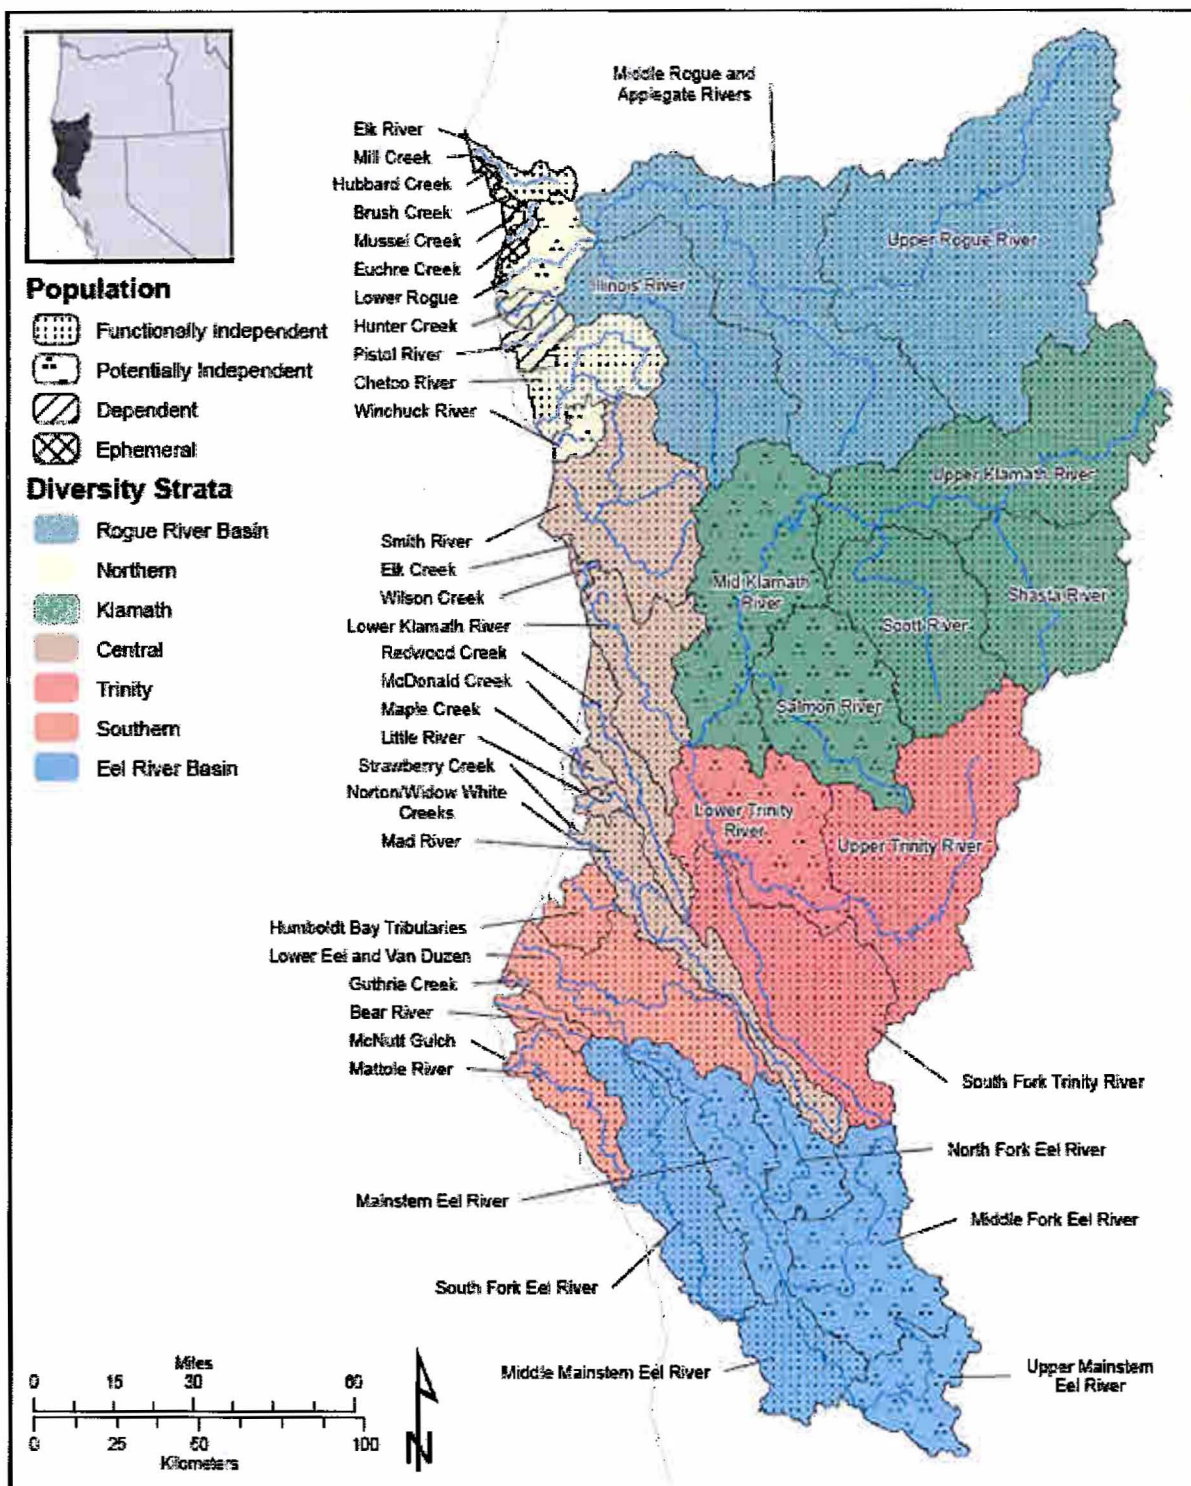 Middle Rogue and
Applegate Rivers
Elk River
Mill Creek
Hubbard Creek
Brush Creek
Mussel Creek
Euchre Creek
Lower Rogue
Hunter Creek
Pistol River
Chetco River
Winchuck River
Upper Rogue River
Illinois River
Population
Functionally Independent
Potentially Independent
Dependent
Ephemeral
Diversity Strata
Rogue River Basin
Northern
Klamath
Central
Trinity
Southern
Eel River Basin
Upper Klamath River
Smith River
Elk Creek
Wilson Creek
Lower Klamath River
Redwood Creek
McDonald Creek
Maple Creek
Little River
Strawberry Creek
Norton/Widow White
Creeks
Mad River
Mid Klamath
River
Shasta River
Scott River
Salmon River
Lower Trinity
River
Upper Trinity River
Humboldt Bay Tributaries
Lower Eel and Van Duzen
Guthrie Creek
Bear River
McNutt Gulch
Mattole River
South Fork Trinity River
North Fork Eel River
Mainstem Eel River
Middle Fork Eel River
South Fork Eel River
Middle Mainstem Eel River
Upper Mainstem
Eel River
Miles
0 15 30 60
0 25 50 100
Kilometers
N